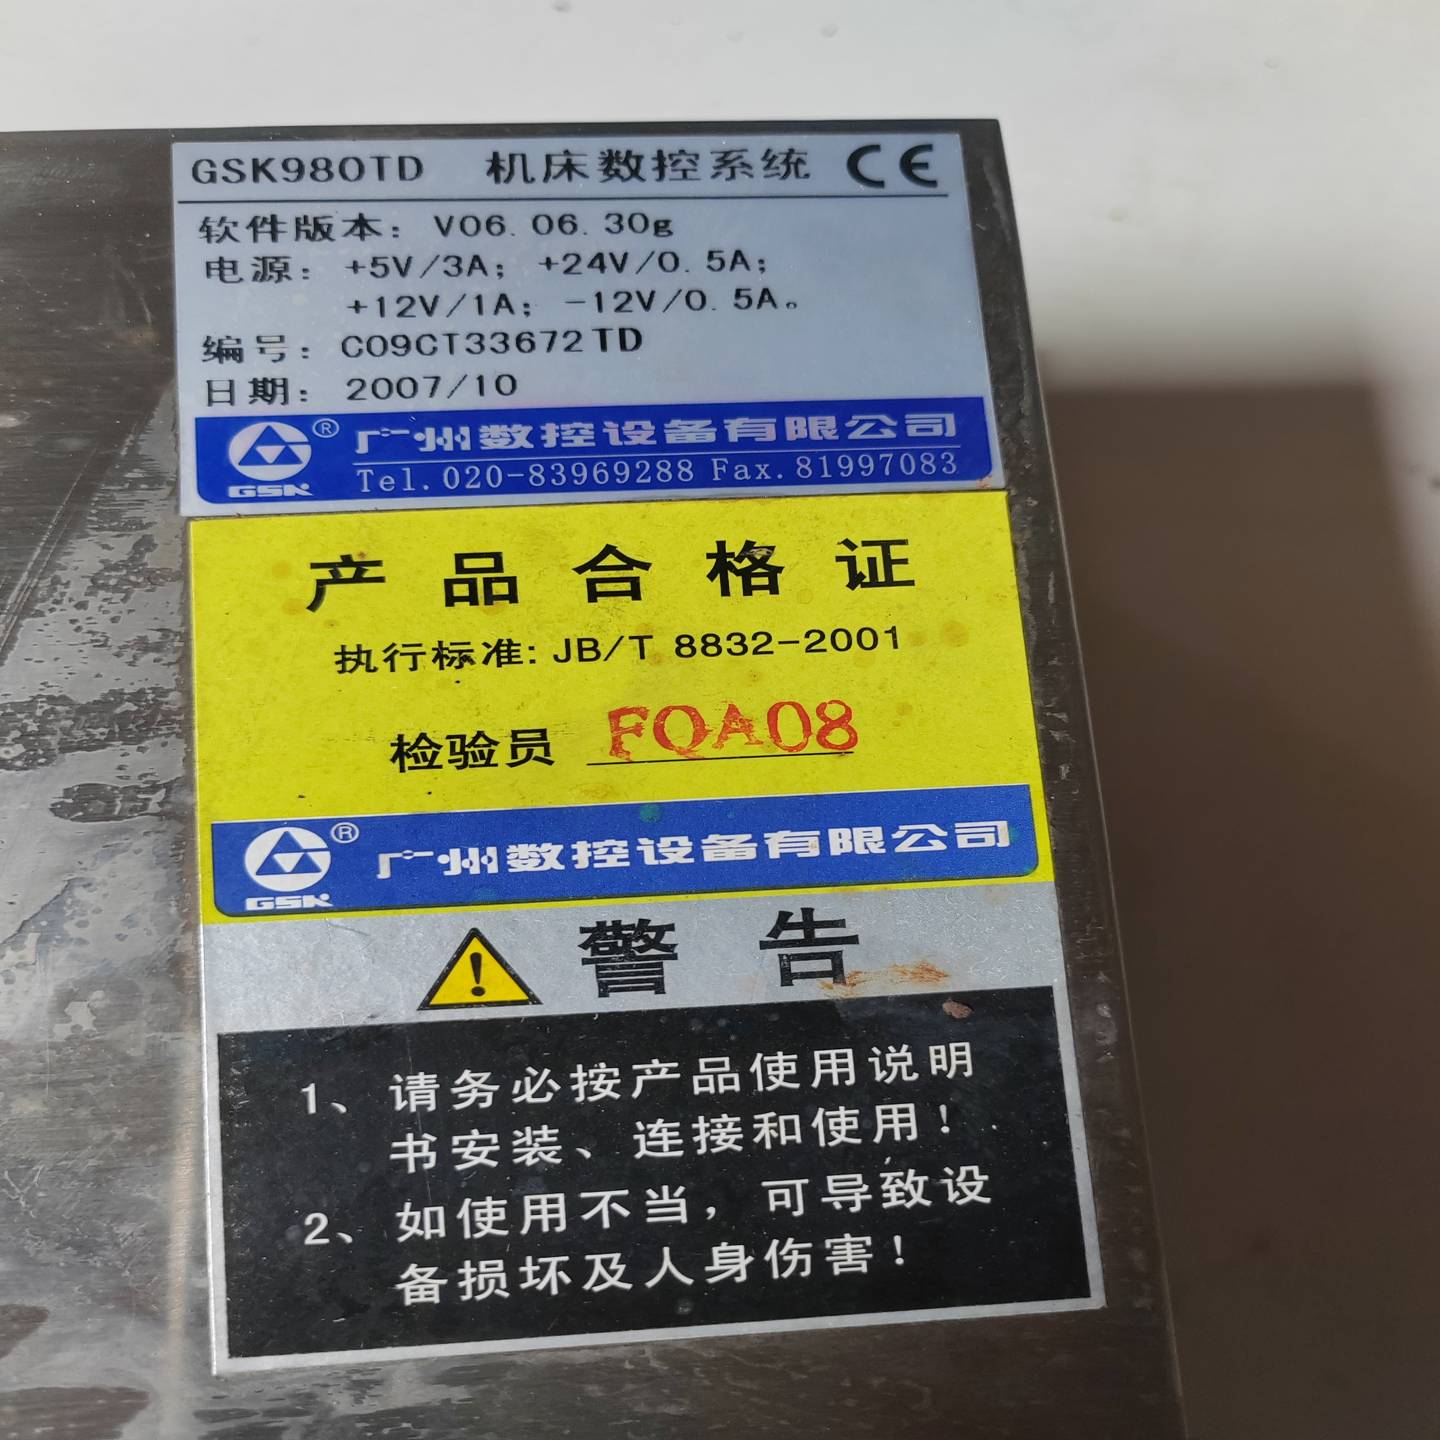 GSK980TD 机床数控系统 CE
软件版本：V06.06.30g
电源：+5V/3A；+24V/0.5A；
+12V/1A；-12V/0.5A。
编号：C09CT33672TD
日期：2007/10
GSK ® 广州数控设备有限公司
Tel.020-83969288 Fax.81997083
产品合格证
执行标准：JB/T 8832-2001
检验员 FQA08
GSK ® 广州数控设备有限公司
警告
1、请务必按产品使用说明
书安装、连接和使用！
2、如使用不当，可导致设
备损坏及人身伤害！